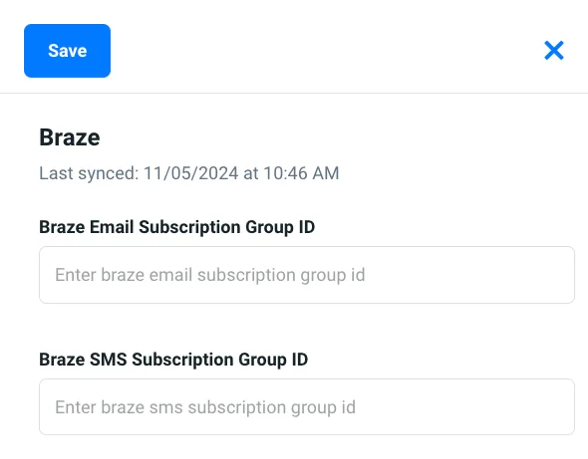 Save
Braze
Last synced: 11/05/2024 at 10:46 AM
Braze Email Subscription Group ID
Enter braze email subscription group id
Braze SMS Subscription Group ID
Enter braze sms subscription group id